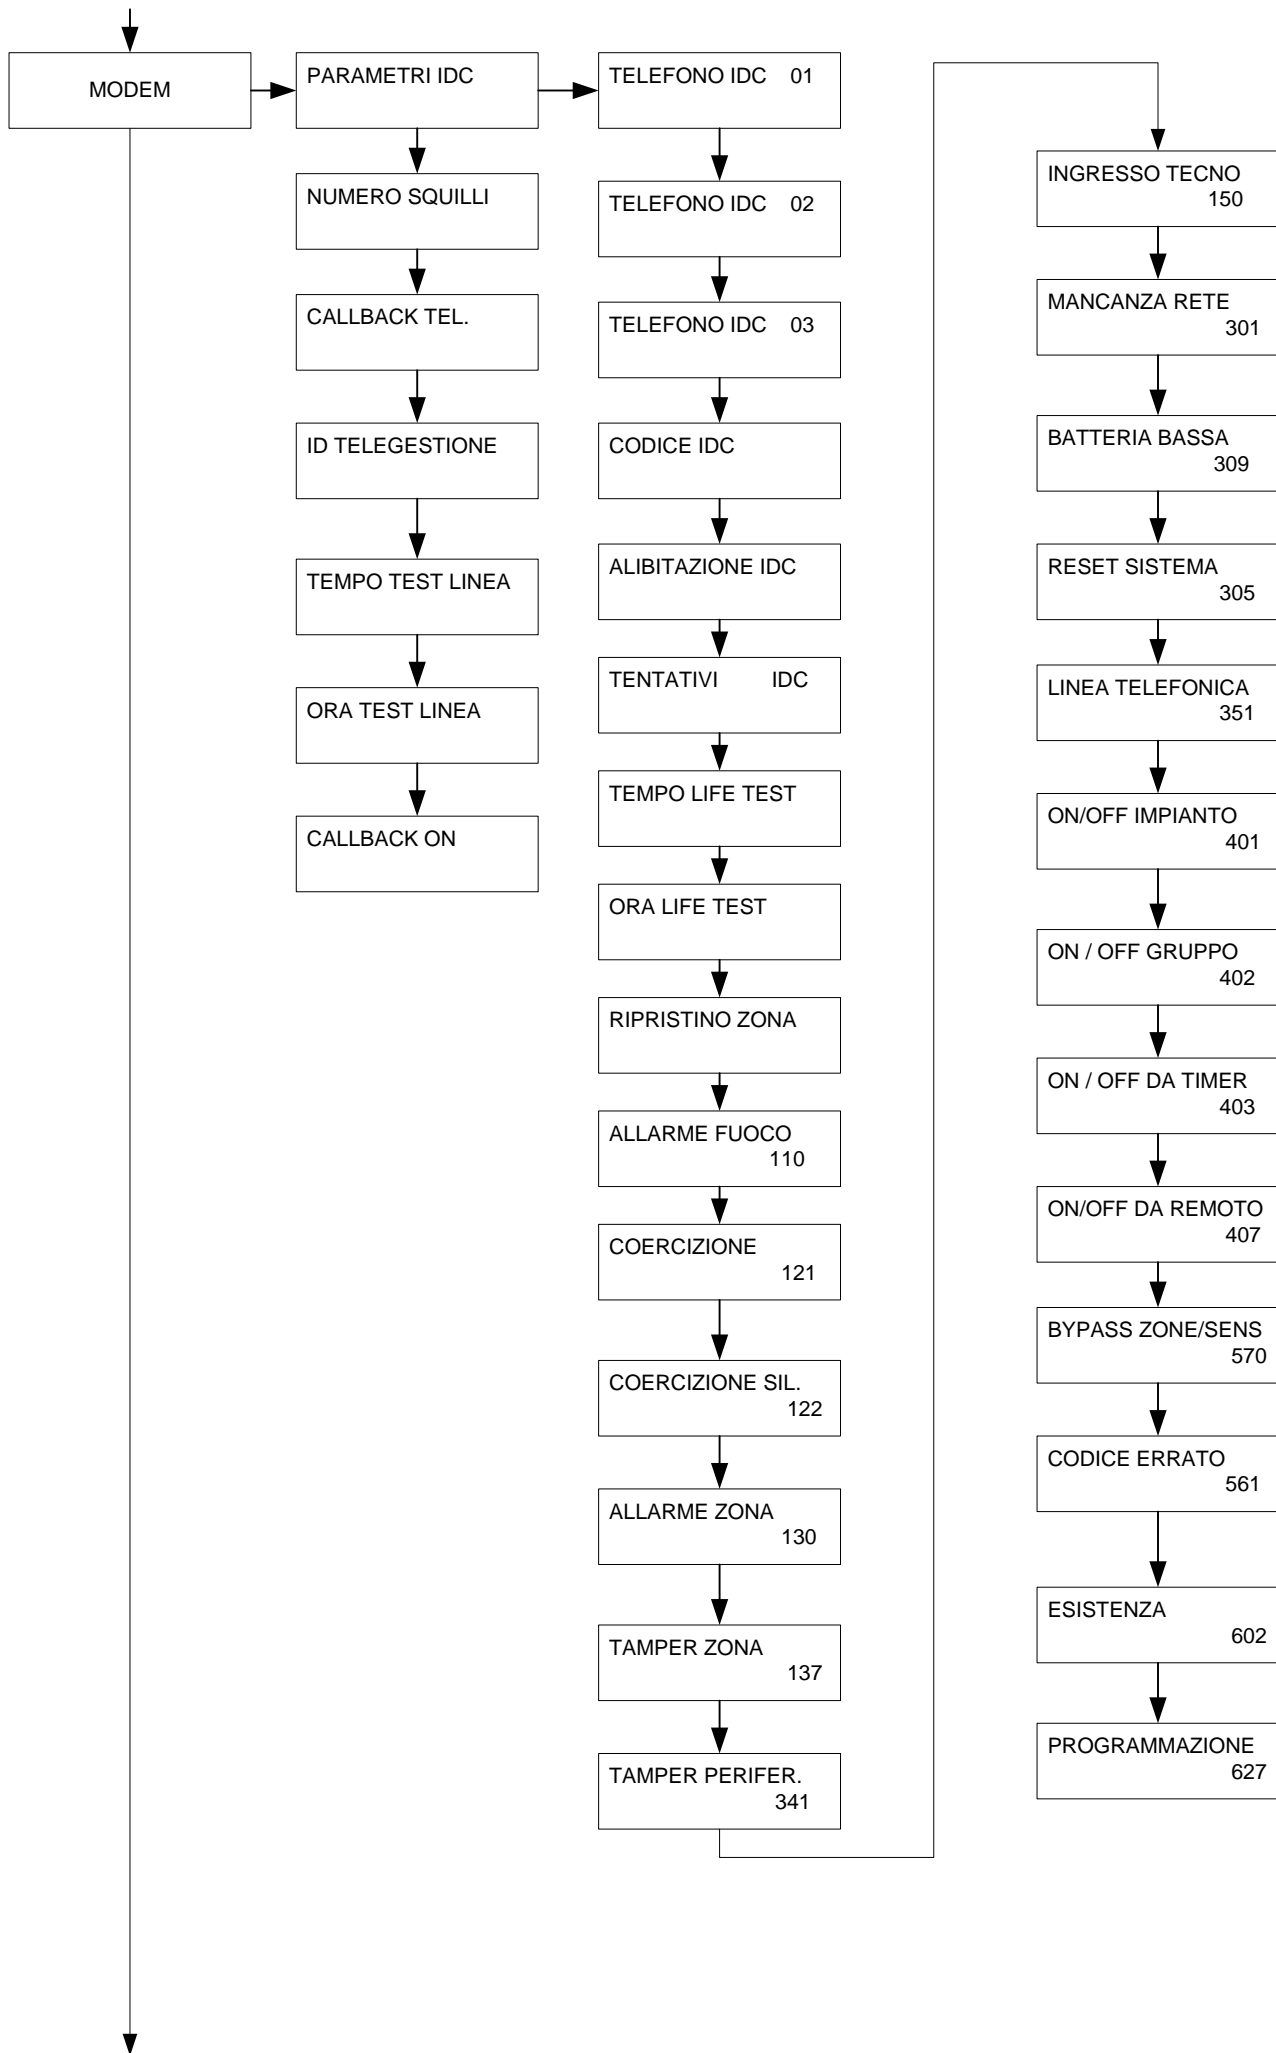 MODEM
PARAMETRI IDC
NUMERO SQUILLI
CALLBACK TEL.
ID TELEGESTIONE
TEMPO TEST LINEA
ORA TEST LINEA
CALLBACK ON
TELEFONO IDC 01
TELEFONO IDC 02
TELEFONO IDC 03
CODICE IDC
ALIBITAZIONE IDC
TENTATIVI IDC
TEMPO LIFE TEST
ORA LIFE TEST
RIPRISTINO ZONA
ALLARME FUOCO
110
COERCIZIONE
121
COERCIZIONE SIL.
122
ALLARME ZONA
130
TAMPER ZONA
137
TAMPER PERIFER.
341
INGRESSO TECNO
150
MANCANZA RETE
301
BATTERIA BASSA
309
RESET SISTEMA
305
LINEA TELEFONICA
351
ON/OFF IMPIANTO
401
ON / OFF GRUPPO
402
ON / OFF DA TIMER
403
ON/OFF DA REMOTO
407
BYPASS ZONE/SENS
570
CODICE ERRATO
561
ESISTENZA
602
PROGRAMMAZIONE
627